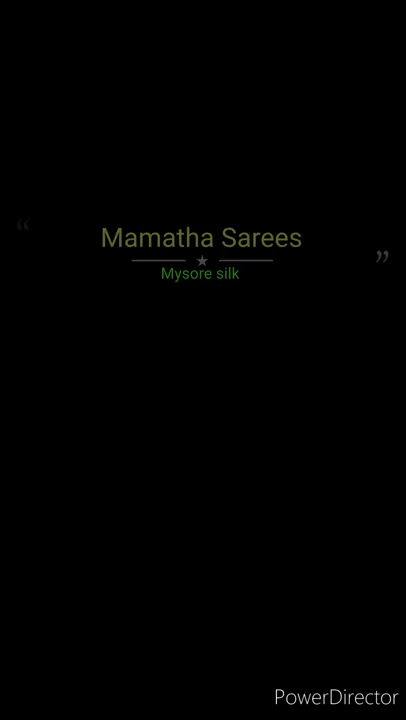 “
Mamatha Sarees
★
Mysore silk
”
PowerDirector